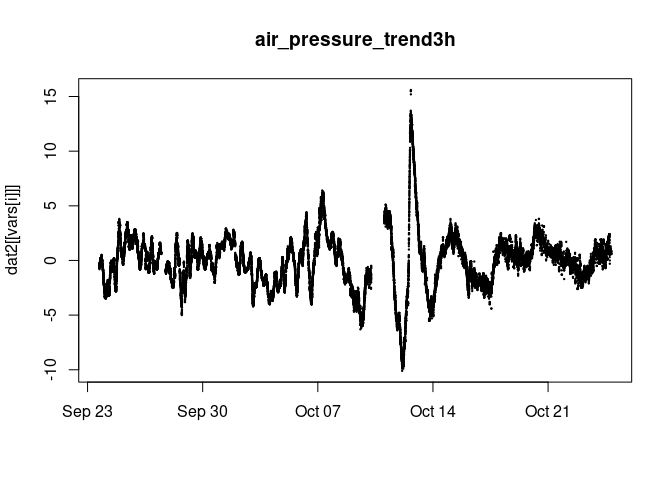 air_pressure_trend3h
dat2[[vars[i]]]
15
10
5
0
-5
-10
Sep 23
Sep 30
Oct 07
Oct 14
Oct 21